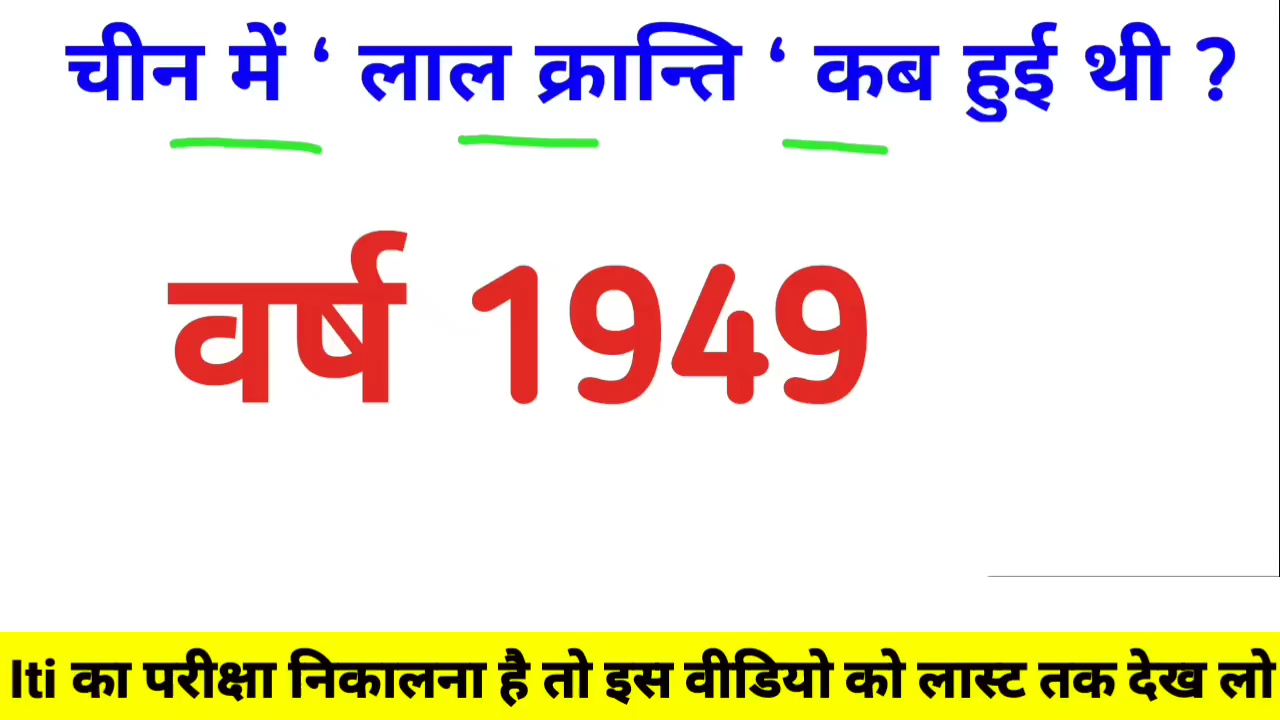 चीन में ‘ लाल क्रान्ति ‘ कब हुई थी ?
वर्ष 1949
Iti का परीक्षा निकालना है तो इस वीडियो को लास्ट तक देख लो